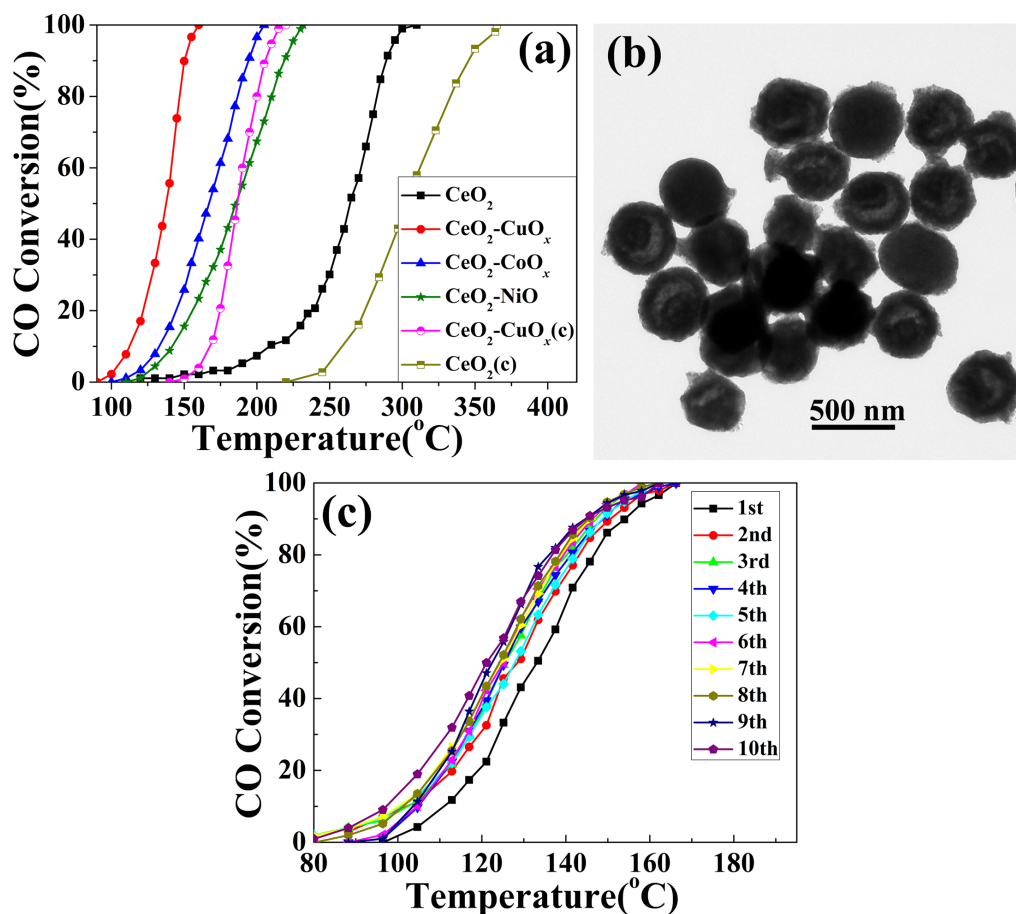 (a)
CO Conversion(%)
100
80
60
40
20
0
CeO₂
CeO₂-CuOₓ
CeO₂-CoOₓ
CeO₂-NiO
CeO₂-CuOₓ(c)
CeO₂(c)
100 150 200 250 300 350 400
Temperature(°C)
(b)
500 nm
(c)
CO Conversion(%)
100
80
60
40
20
0
1st
2nd
3rd
4th
5th
6th
7th
8th
9th
10th
80 100 120 140 160 180
Temperature(°C)